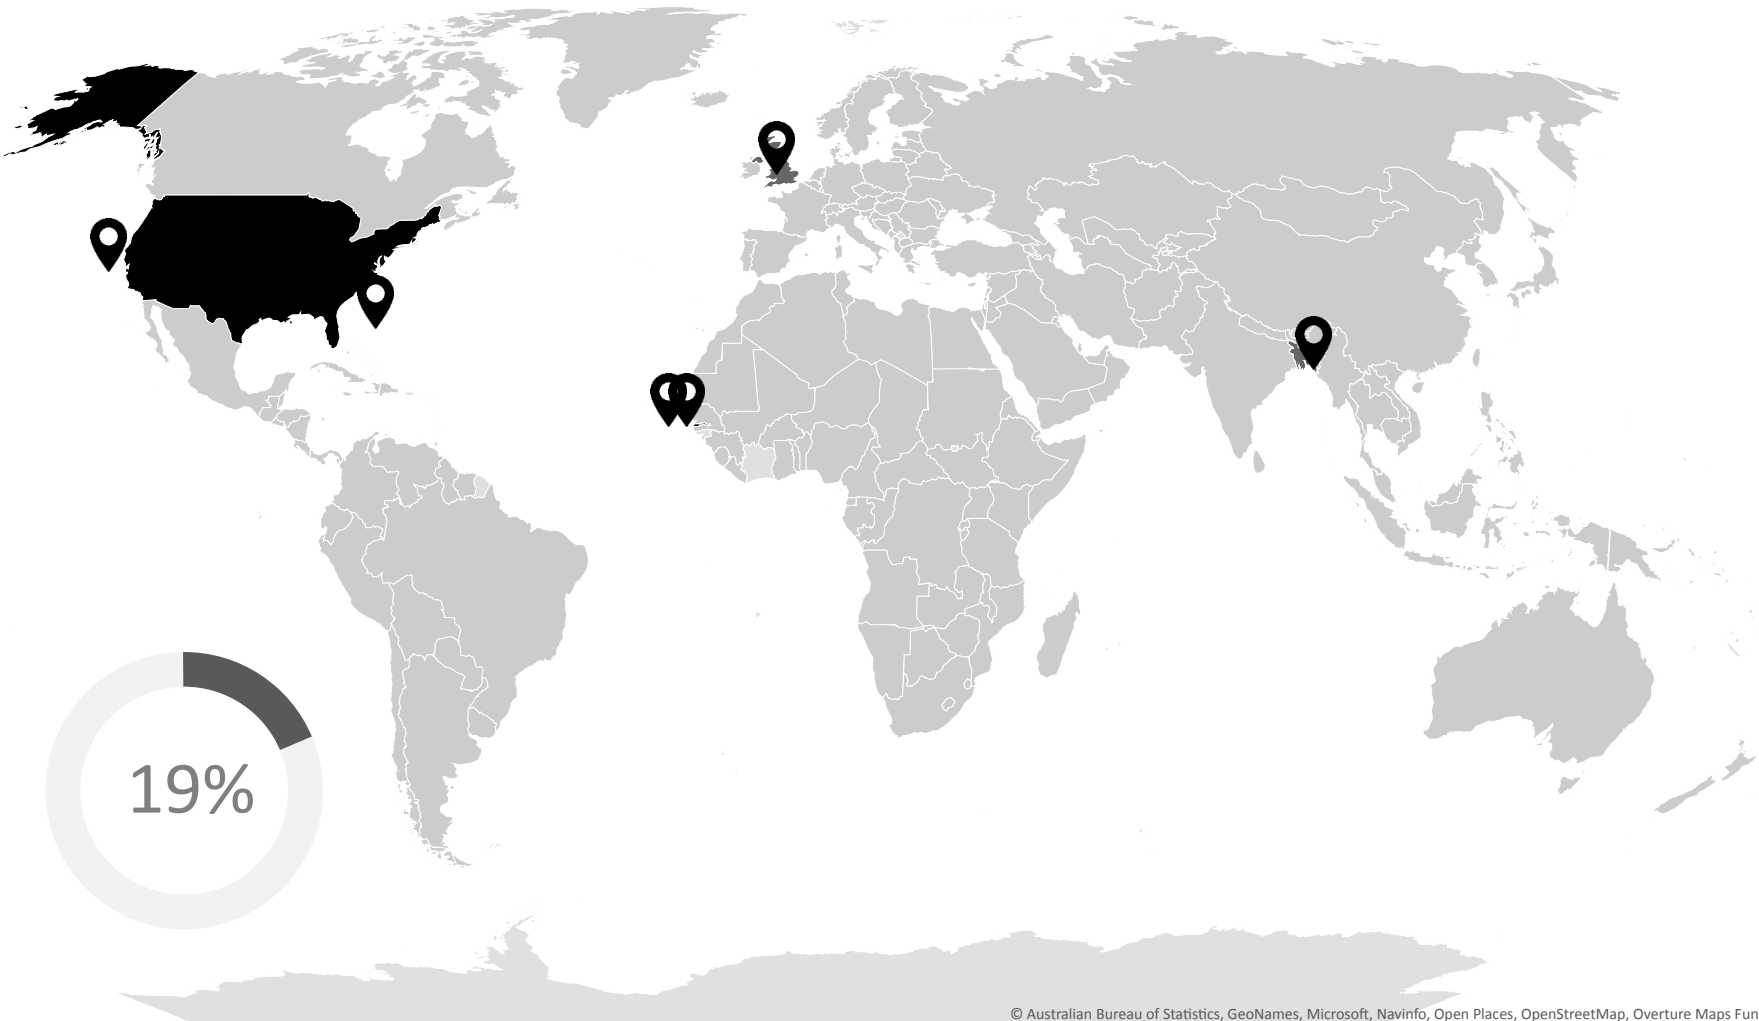 19%
© Australian Bureau of Statistics, GeoNames, Microsoft, Navinfo, Open Places, OpenStreetMap, Overture Maps Fun